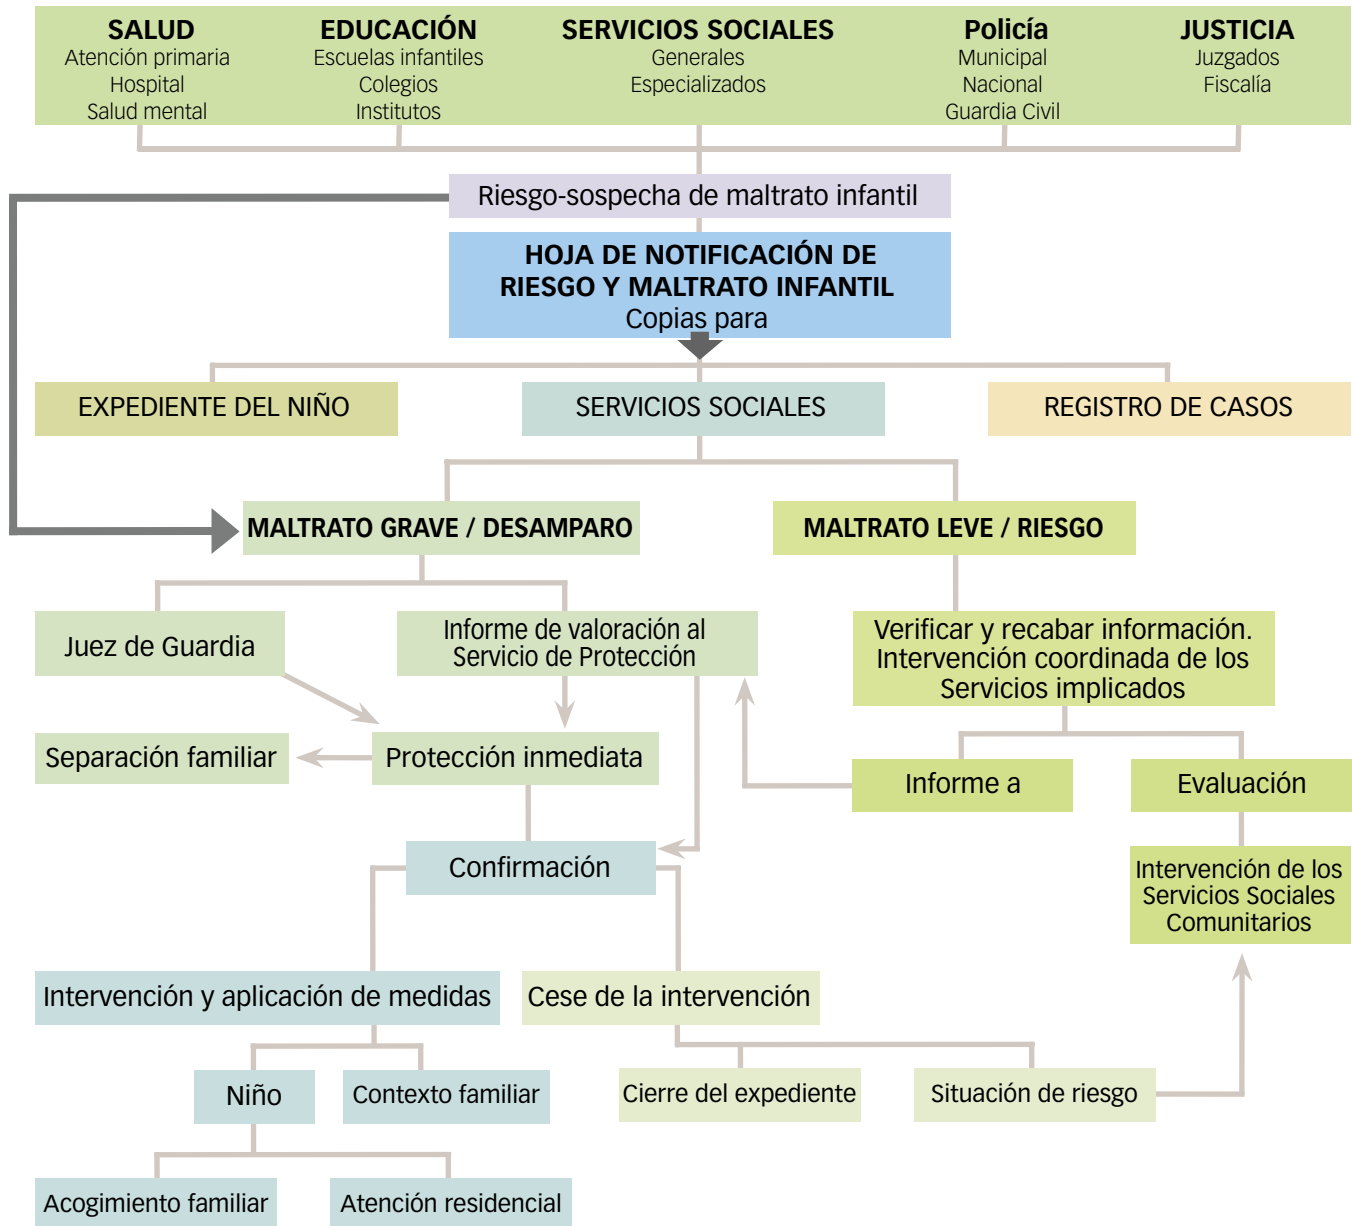 SALUD
Atención primaria
Hospital
Salud mental
EDUCACIÓN
Escuelas infantiles
Colegios
Institutos
SERVICIOS SOCIALES
Generales
Especializados
Policía
Municipal
Nacional
Guardia Civil
JUSTICIA
Juzgados
Fiscalía
Riesgo-sospecha de maltrato infantil
HOJA DE NOTIFICACIÓN DE
RIESGO Y MALTRATO INFANTIL
Copias para
EXPEDIENTE DEL NIÑO
SERVICIOS SOCIALES
REGISTRO DE CASOS
MALTRATO GRAVE / DESAMPARO
MALTRATO LEVE / RIESGO
Juez de Guardia
Informe de valoración al
Servicio de Protección
Verificar y recabar información.
Intervención coordinada de los
Servicios implicados
Separación familiar
Protección inmediata
Informe a
Evaluación
Confirmación
Intervención de los
Servicios Sociales
Comunitarios
Intervención y aplicación de medidas
Cese de la intervención
Niño
Contexto familiar
Cierre del expediente
Situación de riesgo
Acogimiento familiar
Atención residencial